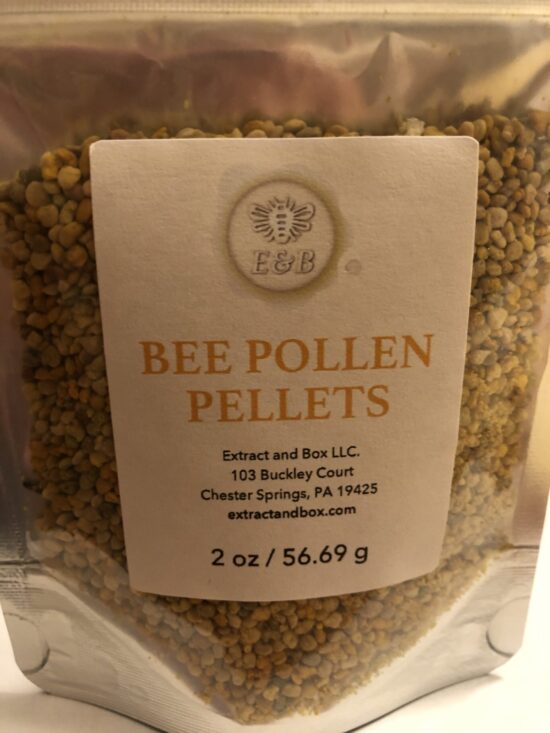 E&B
BEE POLLEN
PELLETS
Extract and Box LLC.
103 Buckley Court
Chester Springs, PA 19425
extractandbox.com
2 oz / 56.69 g